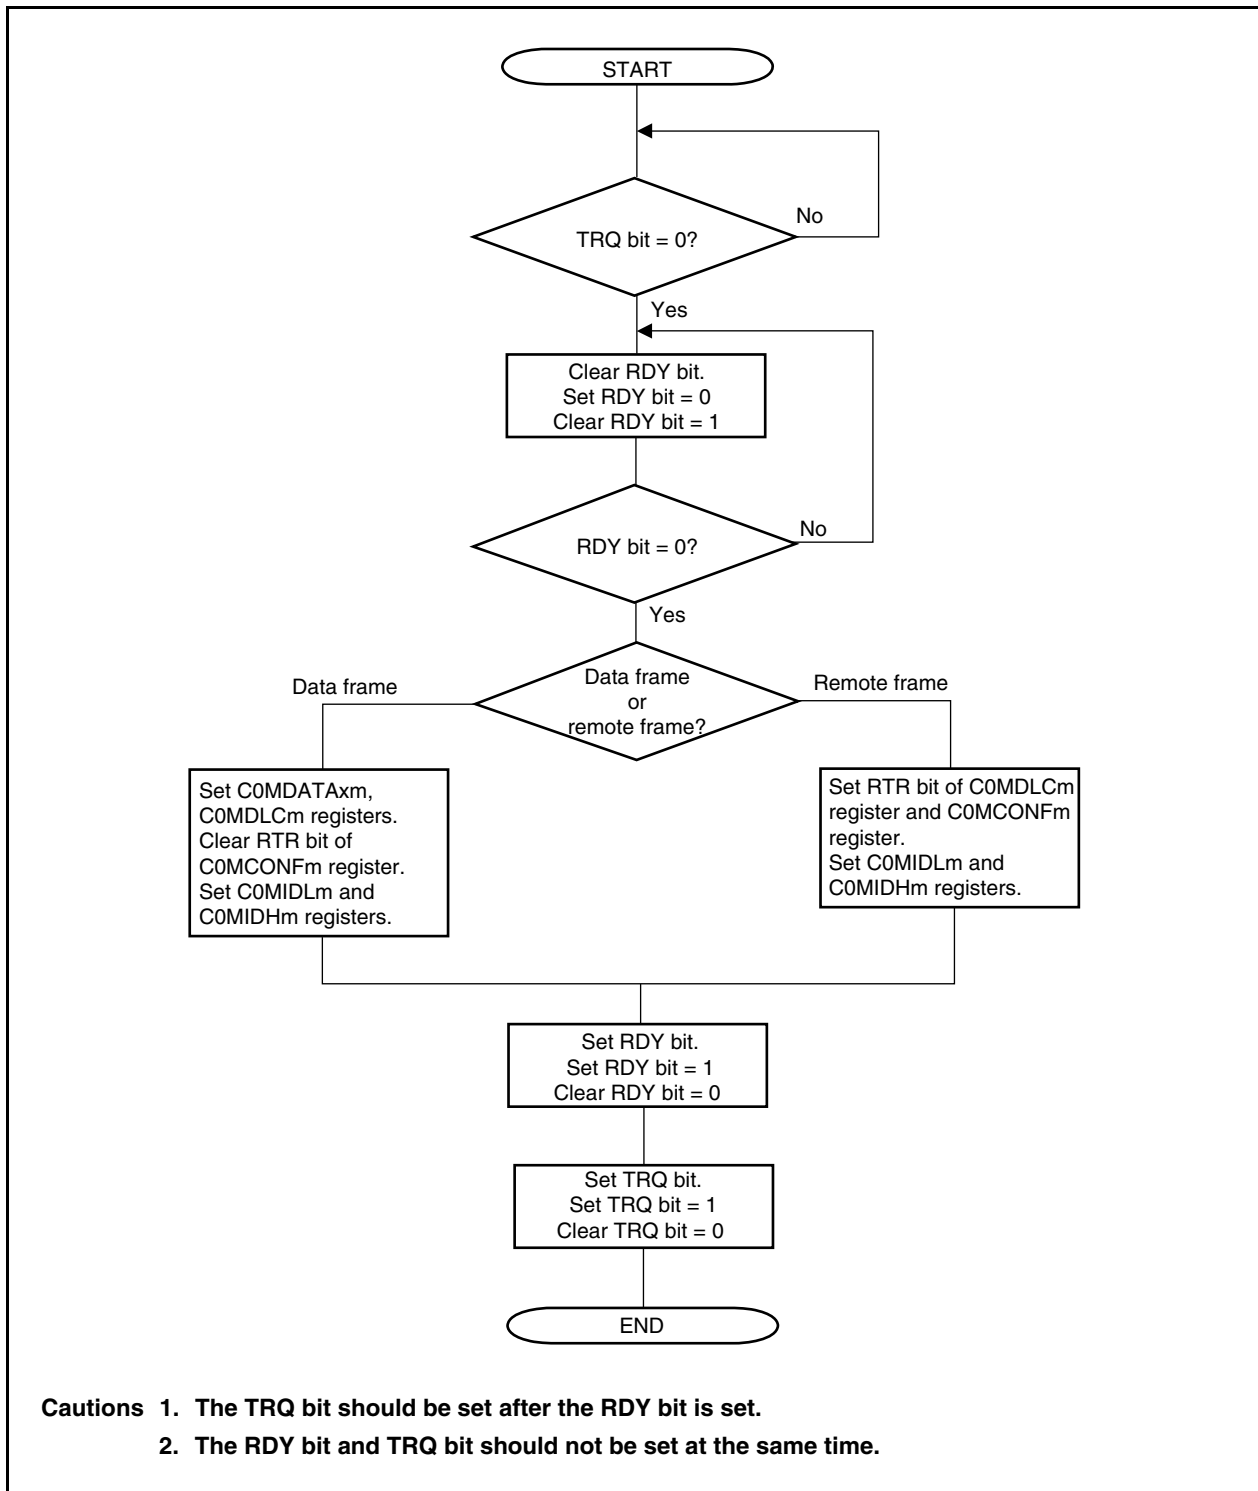 START
TRQ bit = 0?
No
Yes
Clear RDY bit.
Set RDY bit = 0
Clear RDY bit = 1
RDY bit = 0?
No
Yes
Data frame
or
remote frame?
Data frame
Remote frame
Set C0MDATAxm,
C0MDLCm registers.
Clear RTR bit of
C0MCONFm register.
Set C0MIDLm and
C0MIDHm registers.
Set RTR bit of C0MDLCm
register and C0MCONFm
register.
Set C0MIDLm and
C0MIDHm registers.
Set RDY bit.
Set RDY bit = 1
Clear RDY bit = 0
Set TRQ bit.
Set TRQ bit = 1
Clear TRQ bit = 0
END
Cautions 1. The TRQ bit should be set after the RDY bit is set.
2. The RDY bit and TRQ bit should not be set at the same time.